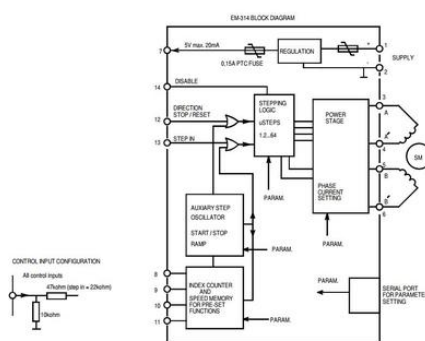 EM-314 BLOCK DIAGRAM
7
5V max. 20mA
0,15A PTC FUSE
REGULATION
+
1
-
2
SUPPLY
14
DISABLE
DIRECTION
STOP / RESET
12
STEP IN
13
STEPPING
LOGIC
µSTEPS
1,2...64
POWER
STAGE
PHASE
CURRENT
SETTING
3
A
A'
4
SM
5
B
B'
6
PARAM.
PARAM.
AUXIARY STEP
OSCILLATOR
START / STOP
RAMP
PARAM.
CONTROL INPUT CONFIGURATION
All control inputs
47kohm (step in = 22kohm)
10kohm
8
9
10
11
INDEX COUNTER
AND
SPEED MEMORY
FOR PRE-SET
FUNCTIONS
PARAM.
PARAM.
SERIAL PORT
FOR PARAMETER
SETTING